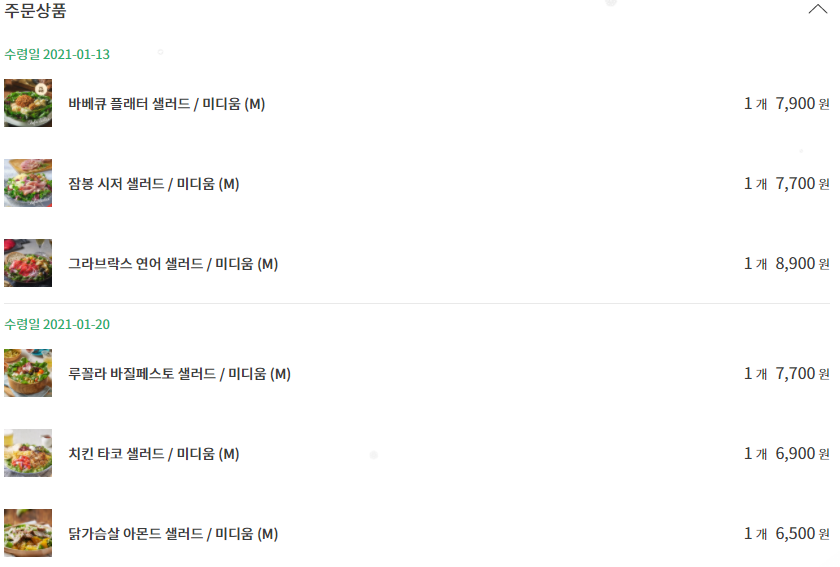 주문상품
수령일 2021-01-13
바베큐 플래터 샐러드 / 미디움 (M) 1 개 7,900 원
잠봉 시저 샐러드 / 미디움 (M) 1 개 7,700 원
그라브락스 연어 샐러드 / 미디움 (M) 1 개 8,900 원
수령일 2021-01-20
루꼴라 바질페스토 샐러드 / 미디움 (M) 1 개 7,700 원
치킨 타코 샐러드 / 미디움 (M) 1 개 6,900 원
닭가슴살 아몬드 샐러드 / 미디움 (M) 1 개 6,500 원